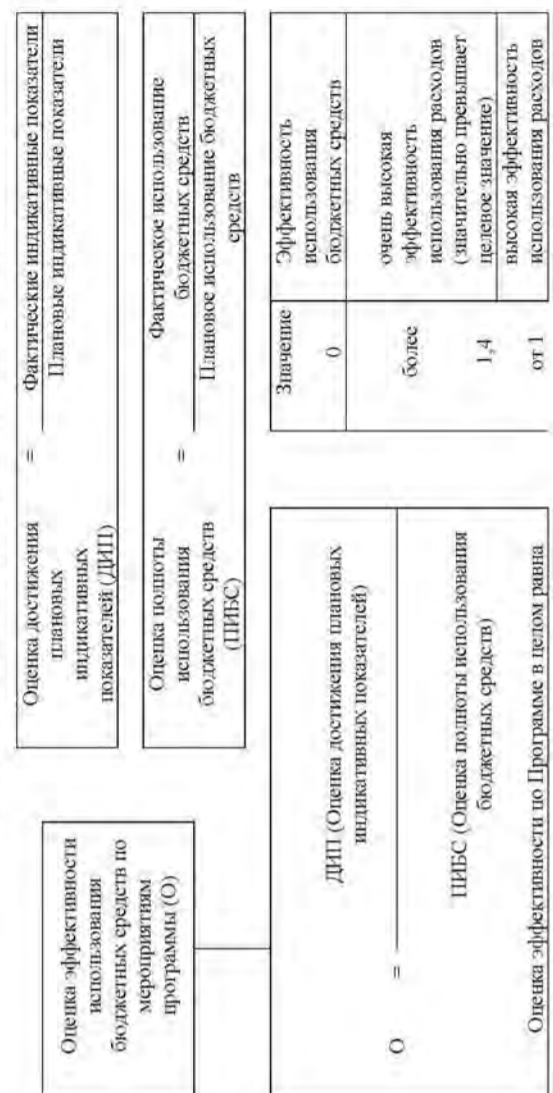 Оценка эффективности
использования
бюджетных средств по
мероприятиям
программы (О)
Оценка достижения
плановых
индикативных
показателей (ДИП)
=
Фактические индикативные показатели
Плановые индикативные показатели
Оценка полноты
использования
бюджетных средств
(ПИБС)
=
Фактическое использование
бюджетных средств
Плановое использование бюджетных
средств
О
=
ДИП (Оценка достижения плановых
индикативных показателей)
ПИБС (Оценка полноты использования
бюджетных средств)
Оценка эффективности по Программе в целом равна
Значение
0
Эффективность
использования
бюджетных средств
более
1,4
очень высокая
эффективность
использования расходов
(значительно превышает
целевое значение)
от 1
высокая эффективность
использования расходов